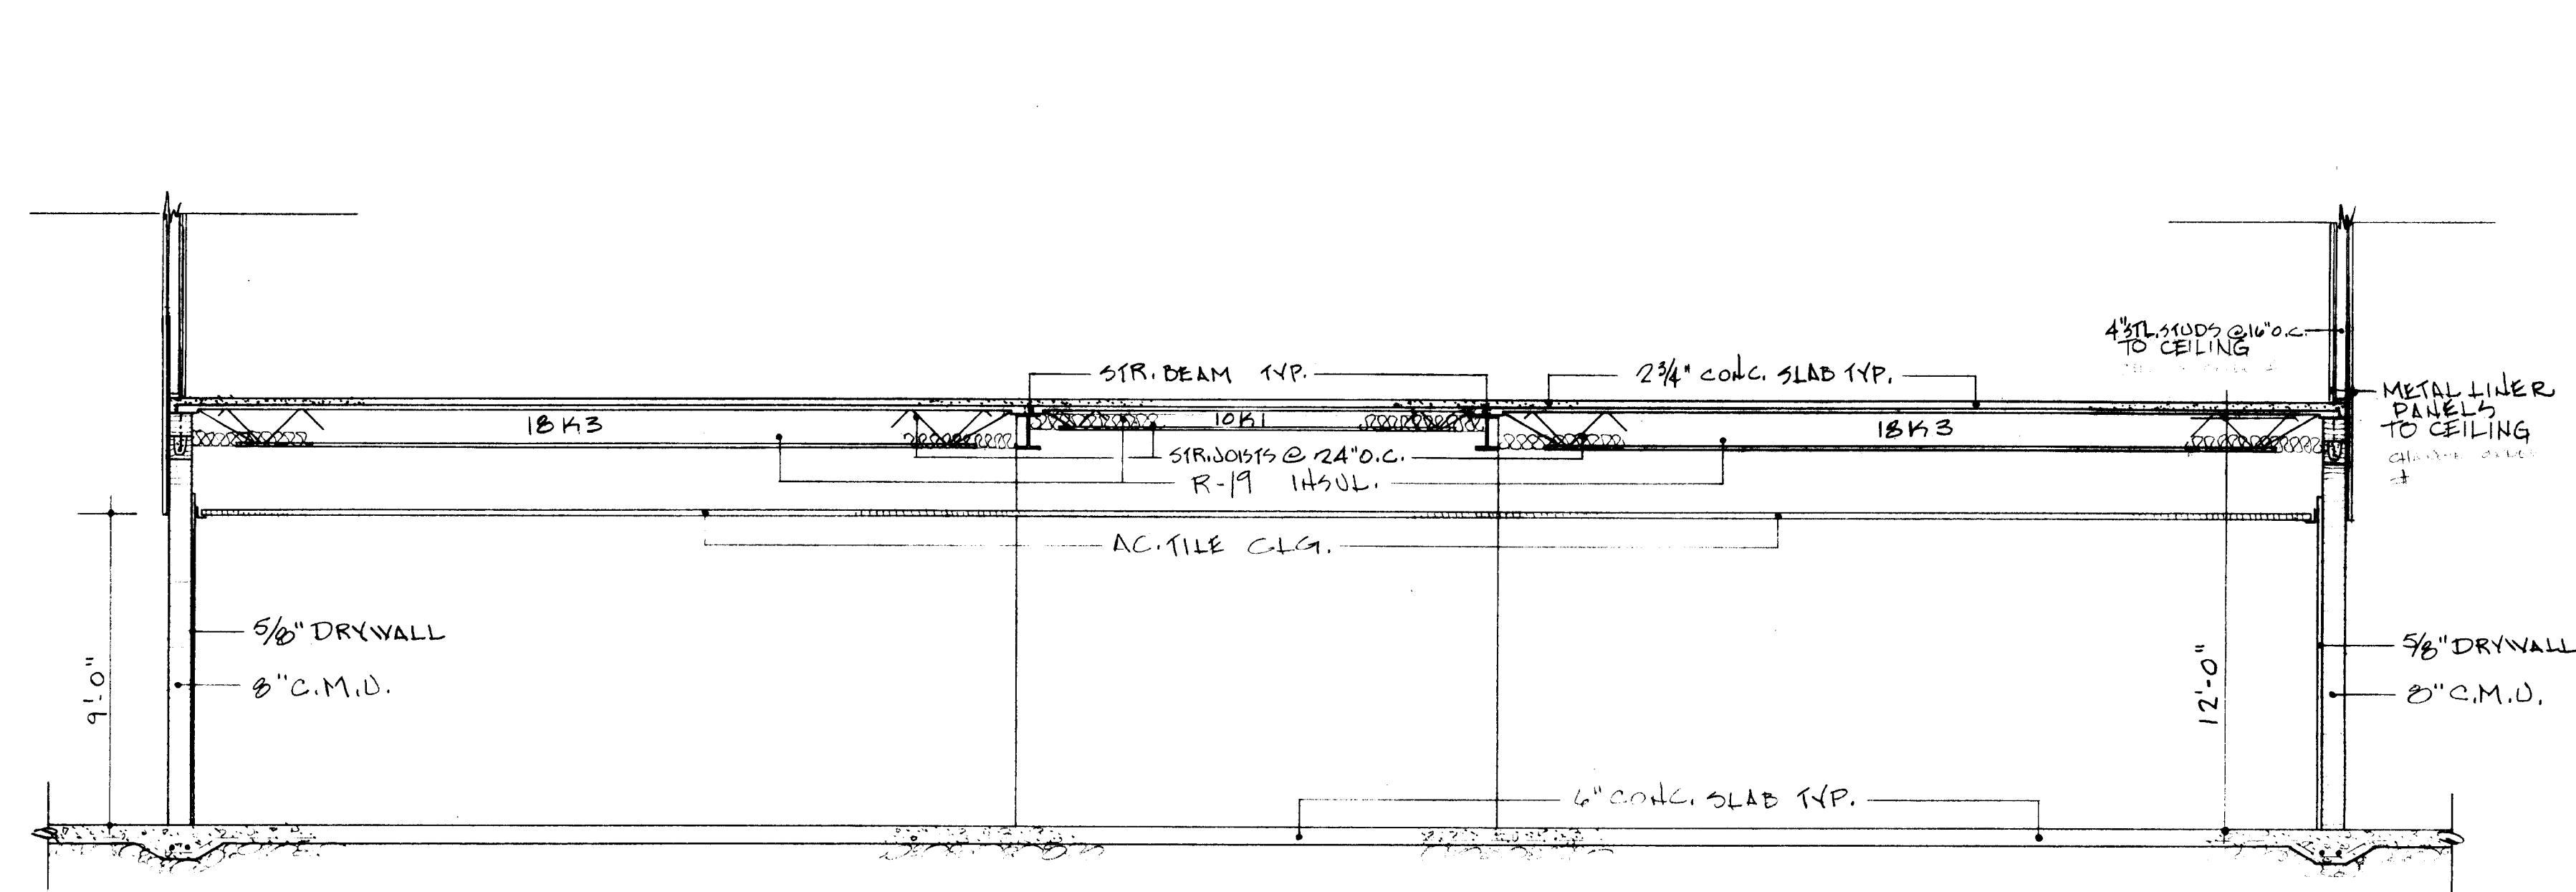 4" STL. STUDS @ 16" O.C.
TO CEILING
STR. BEAM TYP.
2 3/4" CONC. SLAB TYP.
METAL LINER
PANELS
TO CEILING
18K3
10K1
18K3
STR. JOISTS @ 24" O.C.
R-19 INSUL.
AC. TILE CLG.
5/8" DRYWALL
8" C.M.U.
9'-0"
5/8" DRYWALL
8" C.M.U.
12'-0"
6" CONC. SLAB TYP.